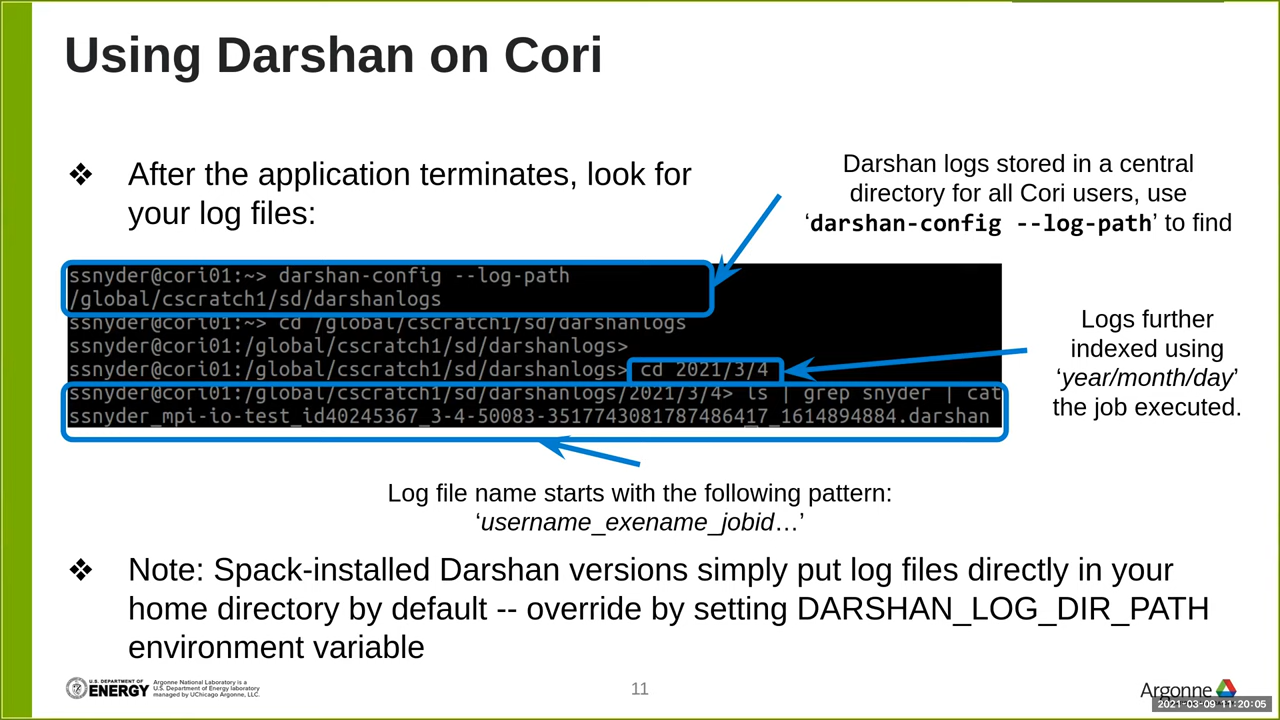 Using Darshan on Cori
❖ After the application terminates, look for
your log files:
Darshan logs stored in a central
directory for all Cori users, use
‘darshan-config --log-path’ to find
ssnyder@cori01:~> darshan-config --log-path
/global/cscratch1/sd/darshanlogs
ssnyder@cori01:~> cd /global/cscratch1/sd/darshanlogs
ssnyder@cori01:/global/cscratch1/sd/darshanlogs>
ssnyder@cori01:/global/cscratch1/sd/darshanlogs> cd 2021/3/4
ssnyder@cori01:/global/cscratch1/sd/darshanlogs/2021/3/4> ls | grep snyder | cat
ssnyder_mpi-io-test_id40245367_3-4-50083-3517743081787486417_1614894884.darshan
Logs further
indexed using
‘year/month/day’
the job executed.
Log file name starts with the following pattern:
‘username_exename_jobid…’
❖ Note: Spack-installed Darshan versions simply put log files directly in your
home directory by default -- override by setting DARSHAN_LOG_DIR_PATH
environment variable
U.S. DEPARTMENT OF
ENERGY
Argonne National Laboratory is a
U.S. Department of Energy laboratory
managed by UChicago Argonne, LLC.
11
Argonne
2021-03-09 11:20:05